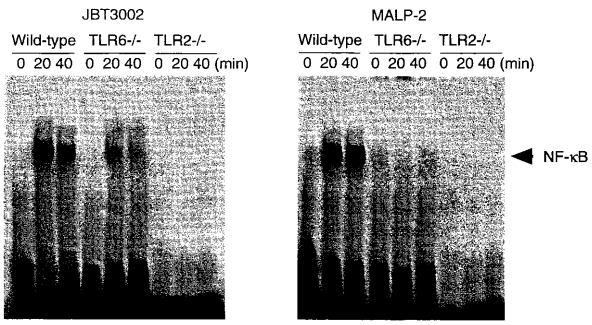 JBT3002
Wild-type TLR6-/- TLR2-/-
0 20 40 0 20 40 0 20 40 (min)
MALP-2
Wild-type TLR6-/- TLR2-/-
0 20 40 0 20 40 0 20 40 (min)
NF-κB